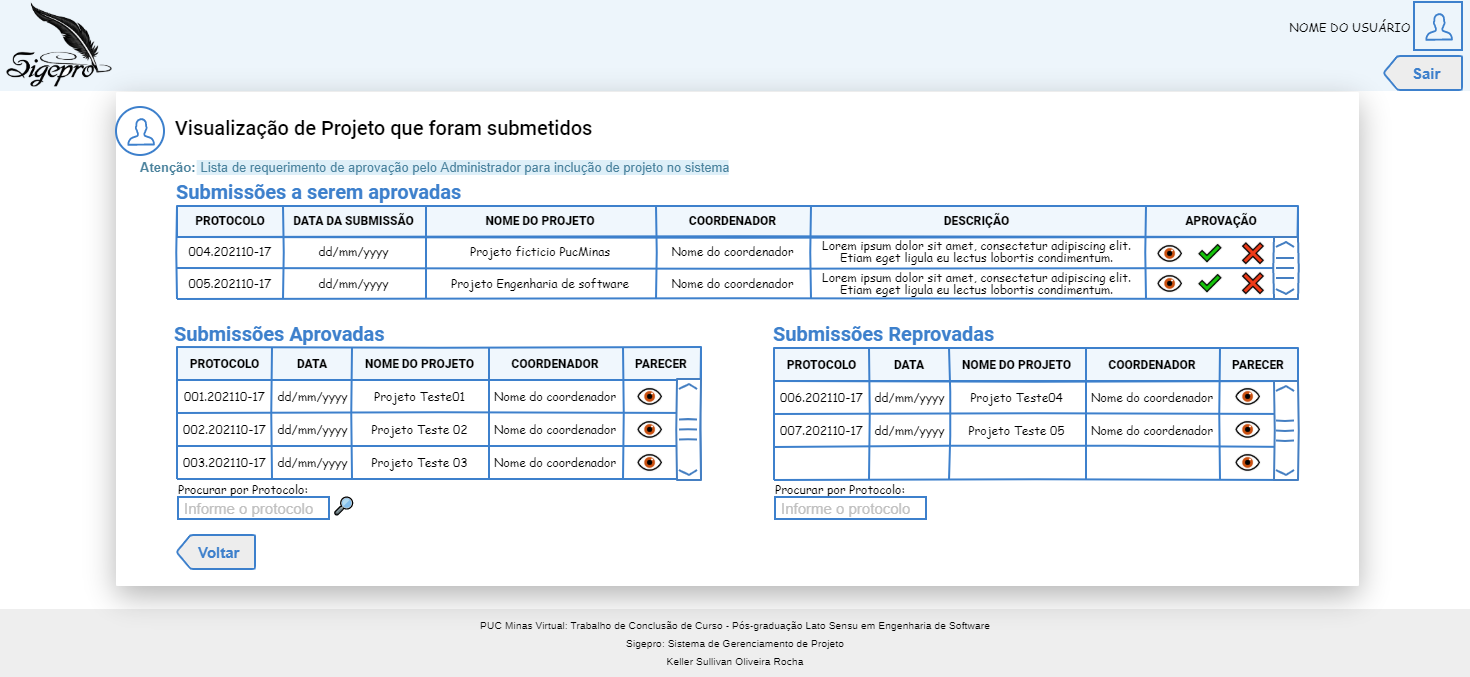 Sigepro
NOME DO USUÁRIO
Sair
Visualização de Projeto que foram submetidos
Atenção: Lista de requerimento de aprovação pelo Administrador para inclução de projeto no sistema
Submissões a serem aprovadas
PROTOCOLO DATA DA SUBMISSÃO NOME DO PROJETO COORDENADOR DESCRIÇÃO APROVAÇÃO
004.202110-17 dd/mm/yyyy Projeto ficticio PucMinas Nome do coordenador Lorem ipsum dolor sit amet, consectetur adipiscing elit.
Etiam eget ligula eu lectus lobortis condimentum.
005.202110-17 dd/mm/yyyy Projeto Engenharia de software Nome do coordenador Lorem ipsum dolor sit amet, consectetur adipiscing elit.
Etiam eget ligula eu lectus lobortis condimentum.
Submissões Aprovadas
PROTOCOLO DATA NOME DO PROJETO COORDENADOR PARECER
001.202110-17 dd/mm/yyyy Projeto Teste01 Nome do coordenador
002.202110-17 dd/mm/yyyy Projeto Teste 02 Nome do coordenador
003.202110-17 dd/mm/yyyy Projeto Teste 03 Nome do coordenador
Procurar por Protocolo:
Informe o protocolo
Submissões Reprovadas
PROTOCOLO DATA NOME DO PROJETO COORDENADOR PARECER
006.202110-17 dd/mm/yyyy Projeto Teste04 Nome do coordenador
007.202110-17 dd/mm/yyyy Projeto Teste 05 Nome do coordenador
Procurar por Protocolo:
Informe o protocolo
Voltar
PUC Minas Virtual: Trabalho de Conclusão de Curso - Pós-graduação Lato Sensu em Engenharia de Software
Sigepro: Sistema de Gerenciamento de Projeto
Keller Sullivan Oliveira Rocha